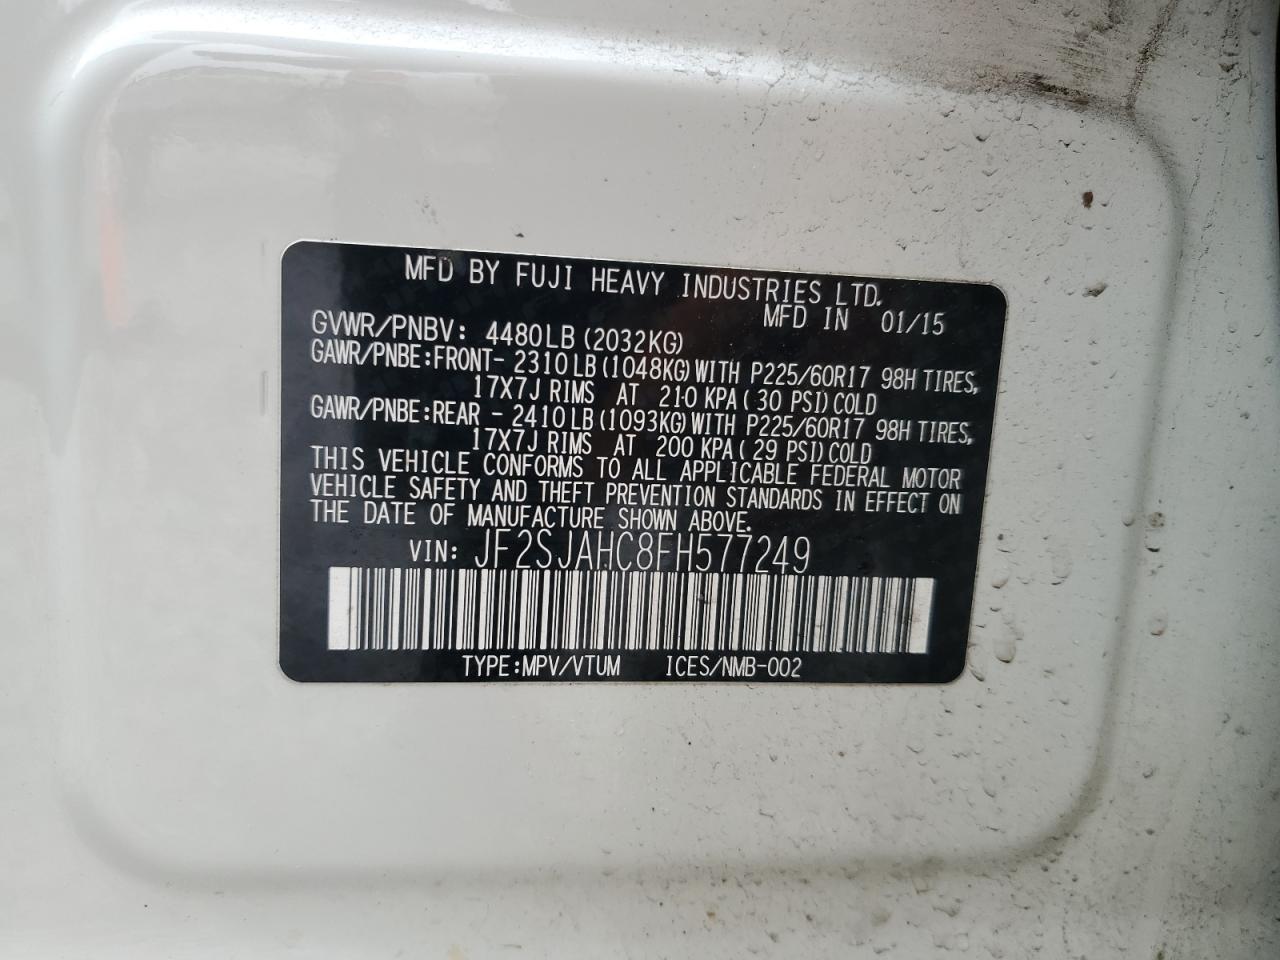 MFD BY FUJI HEAVY INDUSTRIES LTD.
MFD IN 01/15
GVWR/PNBV: 4480LB(2032KG)
GAWR/PNBE:FRONT- 2310LB(1048KG)WITH P225/60R17 98H TIRES,
17X7J RIMS AT 210 KPA( 30 PSI)COLD
GAWR/PNBE:REAR - 2410LB(1093KG)WITH P225/60R17 98H TIRES,
17X7J RIMS AT 200 KPA( 29 PSI)COLD
THIS VEHICLE CONFORMS TO ALL APPLICABLE FEDERAL MOTOR
VEHICLE SAFETY AND THEFT PREVENTION STANDARDS IN EFFECT ON
THE DATE OF MANUFACTURE SHOWN ABOVE.
VIN: JF2SJAHC8FH577249
TYPE:MPV/VTUM ICES/NMB-002